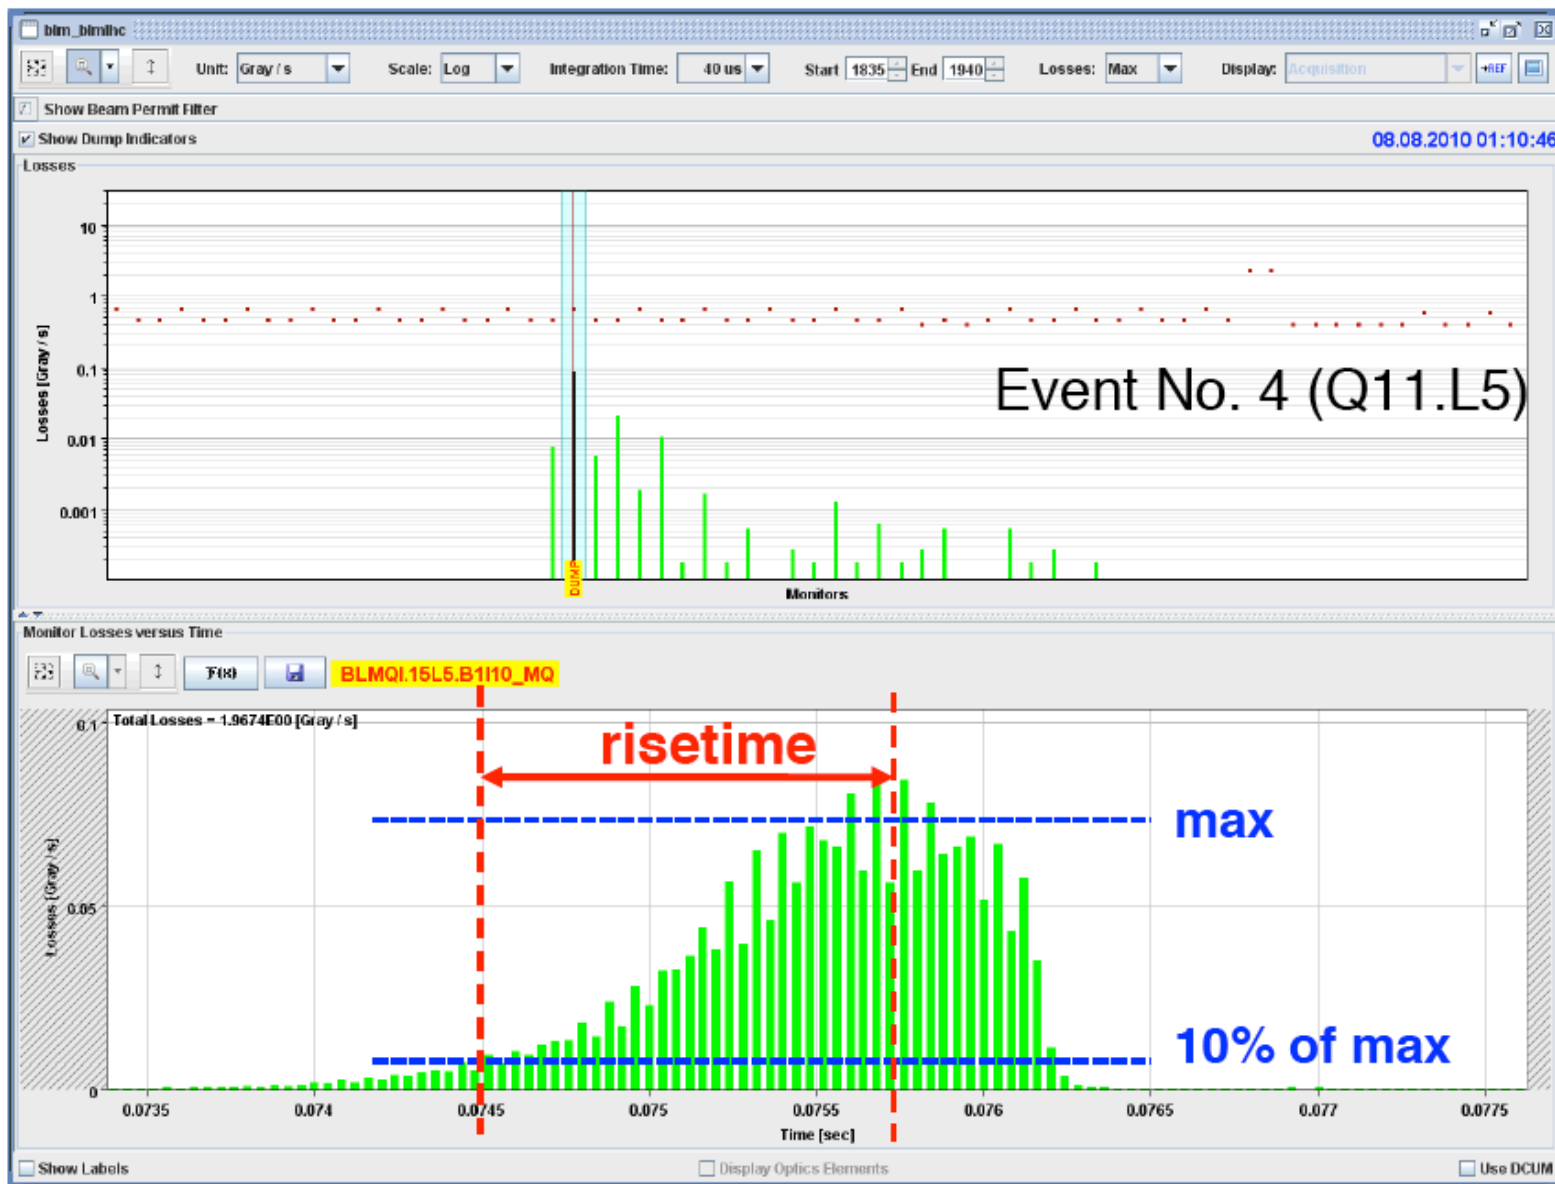 blm_blmlhc
Unit: Gray / s Scale: Log Integration Time: 40 us Start 1835 End 1940 Losses: Max Display: Acquisition +REF
Show Beam Permit Filter
Show Dump Indicators 08.08.2010 01:10:46
Losses
10
1
0.1
0.01
0.001
Losses [Gray / s]
Event No. 4 (Q11.L5)
DUMP
Monitors
Monitor Losses versus Time
F(x) BLMQI.15L5.B1I10_MQ
Total Losses = 1.9674E00 [Gray / s]
0.1
0.05
0
Losses [Gray / s]
risetime
max
10% of max
0.0735 0.074 0.0745 0.075 0.0755 0.076 0.0765 0.077 0.0775
Time [sec]
Show Labels Display Optics Elements Use DCUM